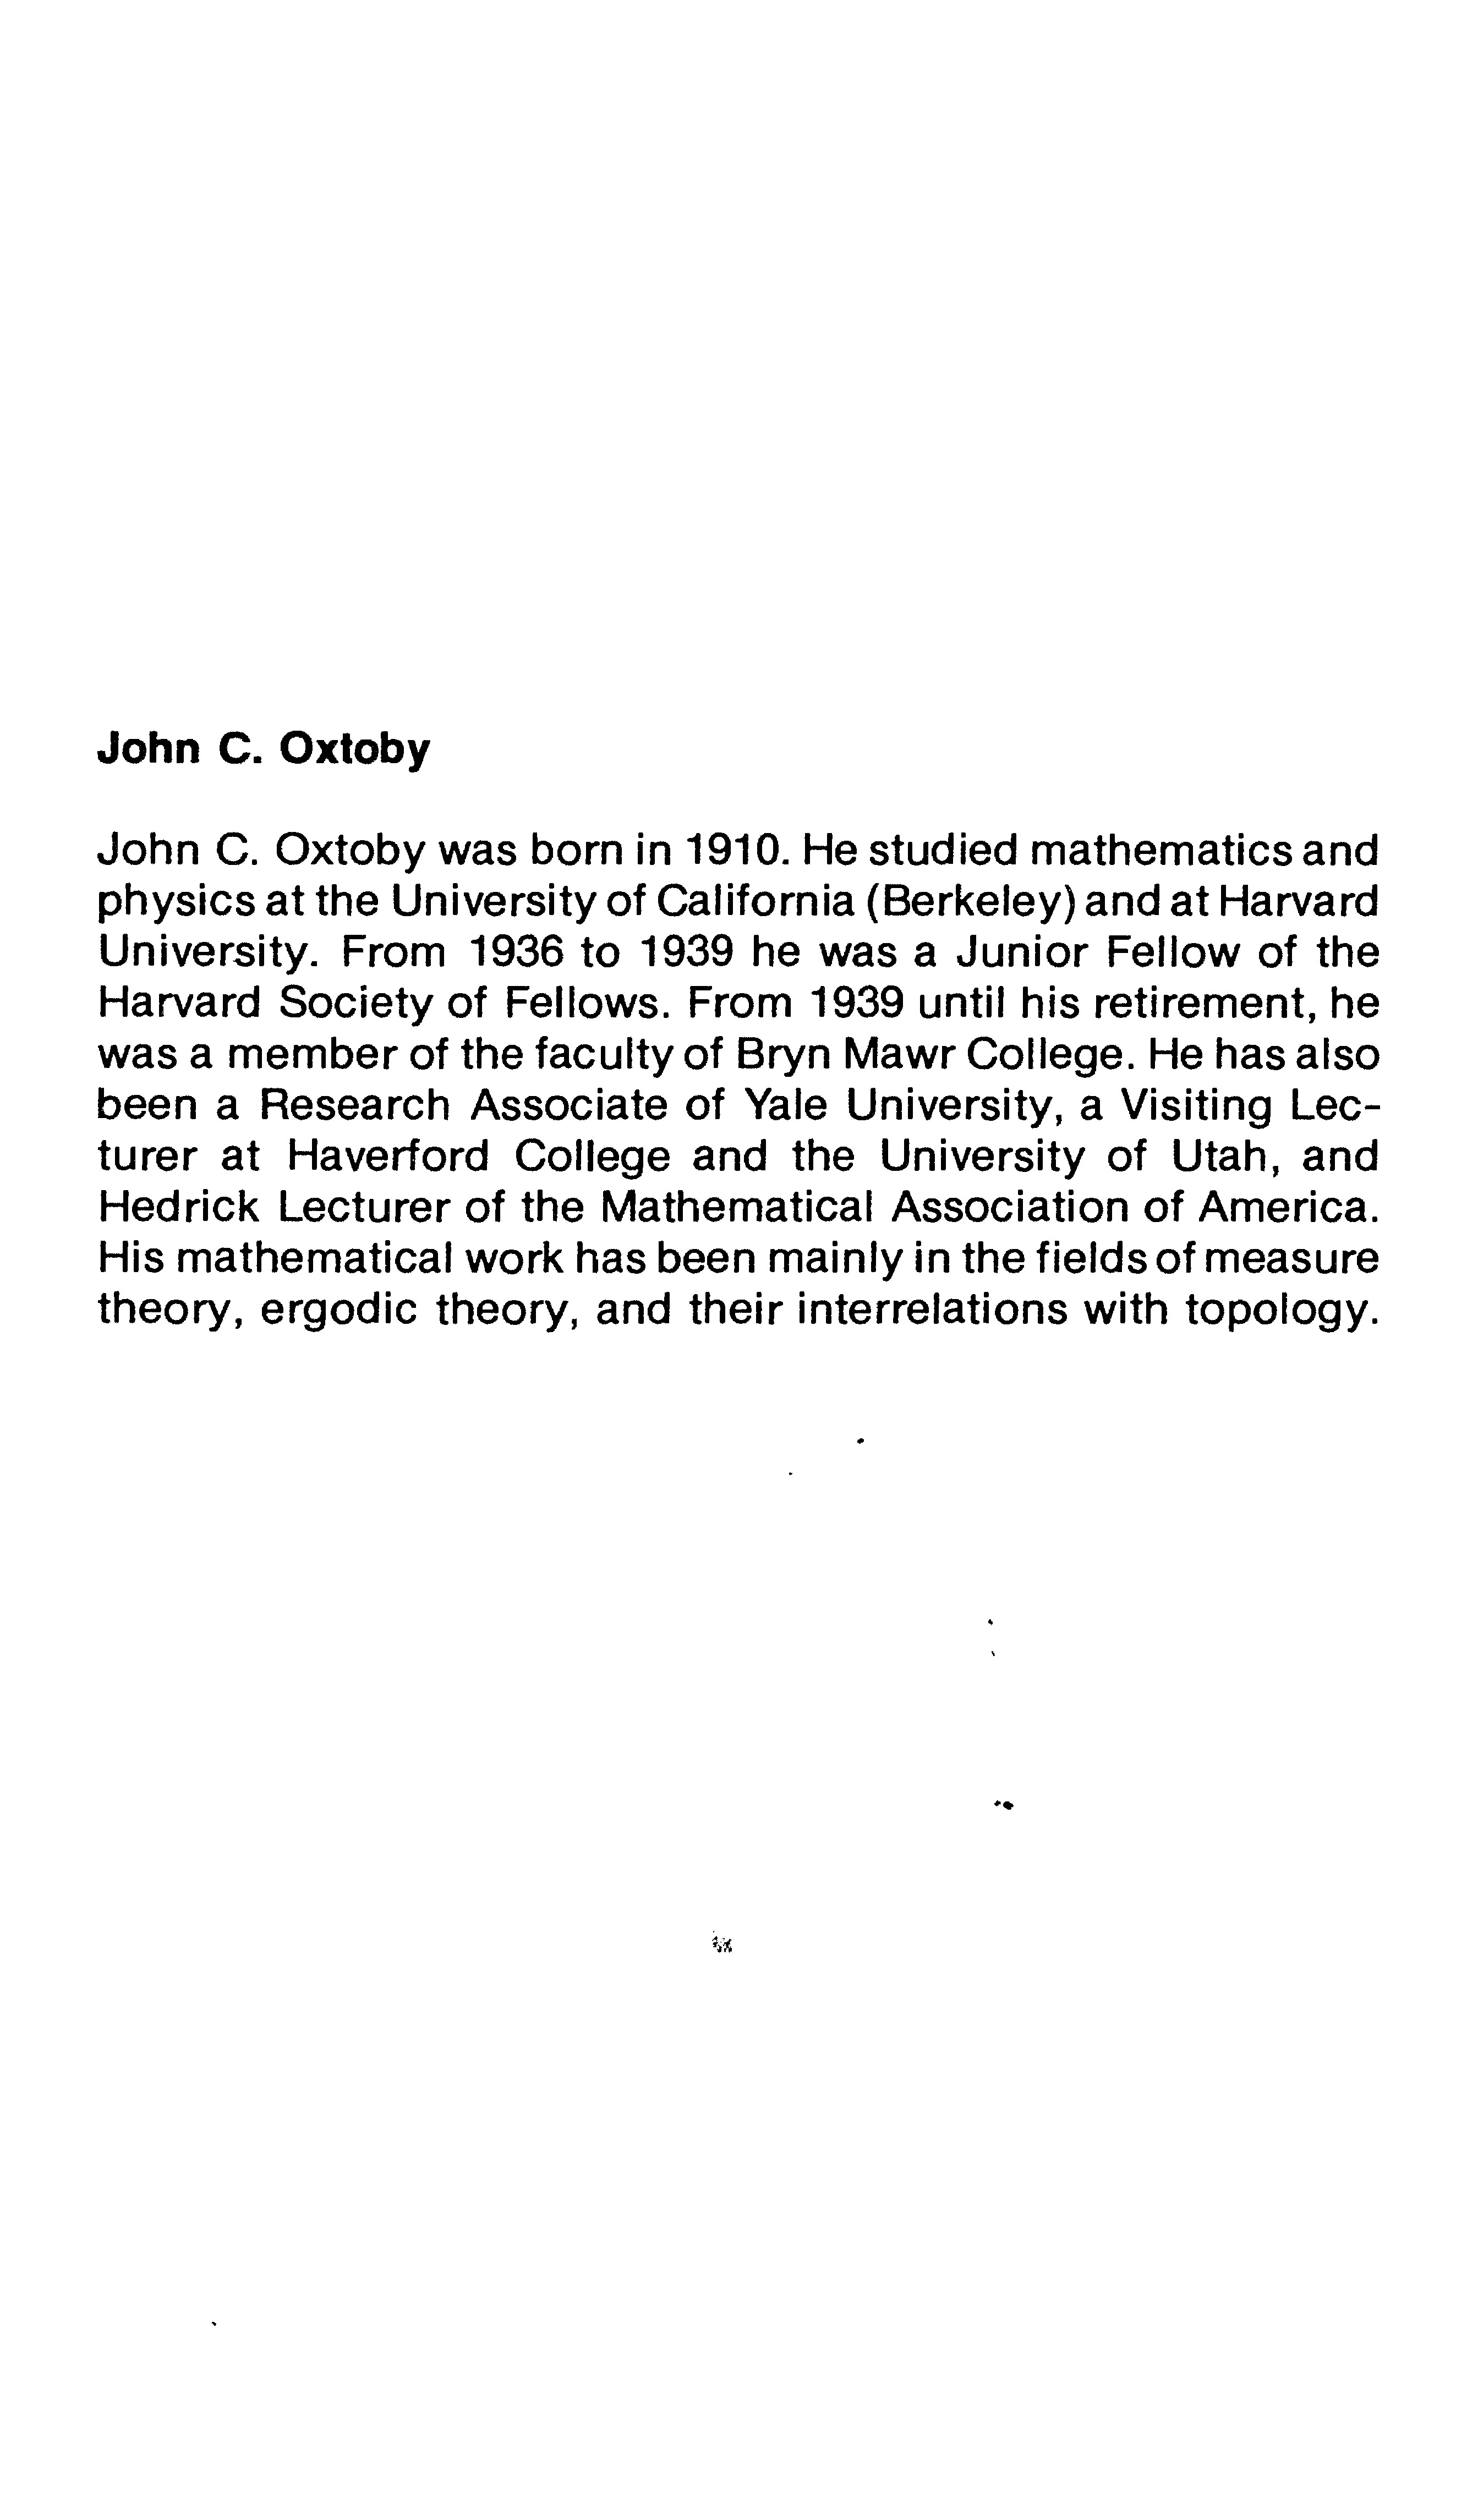 John C. Oxtoby
John C. Oxtoby was born in 1910. He studied mathematics and
physics at the University of California (Berkeley) and at Harvard
University. From 1936 to 1939 he was a Junior Fellow of the
Harvard Society of Fellows. From 1939 until his retirement, he
was a member of the faculty of Bryn Mawr College. He has also
been a Research Associate of Yale University, a Visiting Lec-
turer at Haverford College and the University of Utah, and
Hedrick Lecturer of the Mathematical Association of America.
His mathematical work has been mainly in the fields of measure
theory, ergodic theory, and their interrelations with topology.